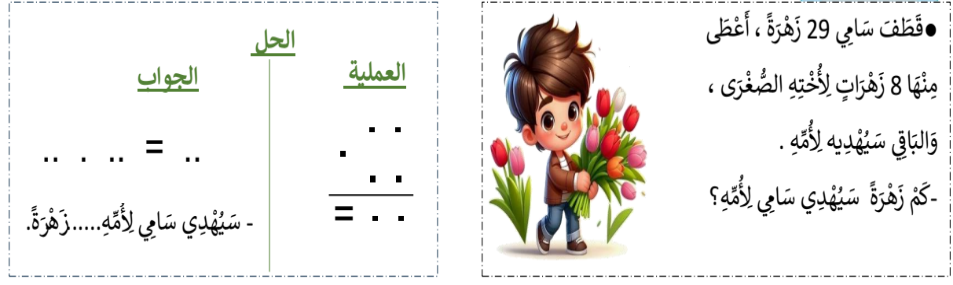 ●قَطَفَ سَامِي 29 زَهْرَةً ، أَعْطَى
مِنْهَا 8 زَهْرَاتٍ لِأُخْتِهِ الصُّغْرَى ،
وَالبَاقِي سَيُهْدِيه لِأُمِّهِ .
-كَمْ زَهْرَةً سَيُهْدِي سَامِي لِأُمِّهِ؟
الحل
العملية
. .
.
. .
= . .
الجواب
.. = .. . ..
- سَيُهْدِي سَامِي لِأُمِّهِ.....زَهْرَةً.